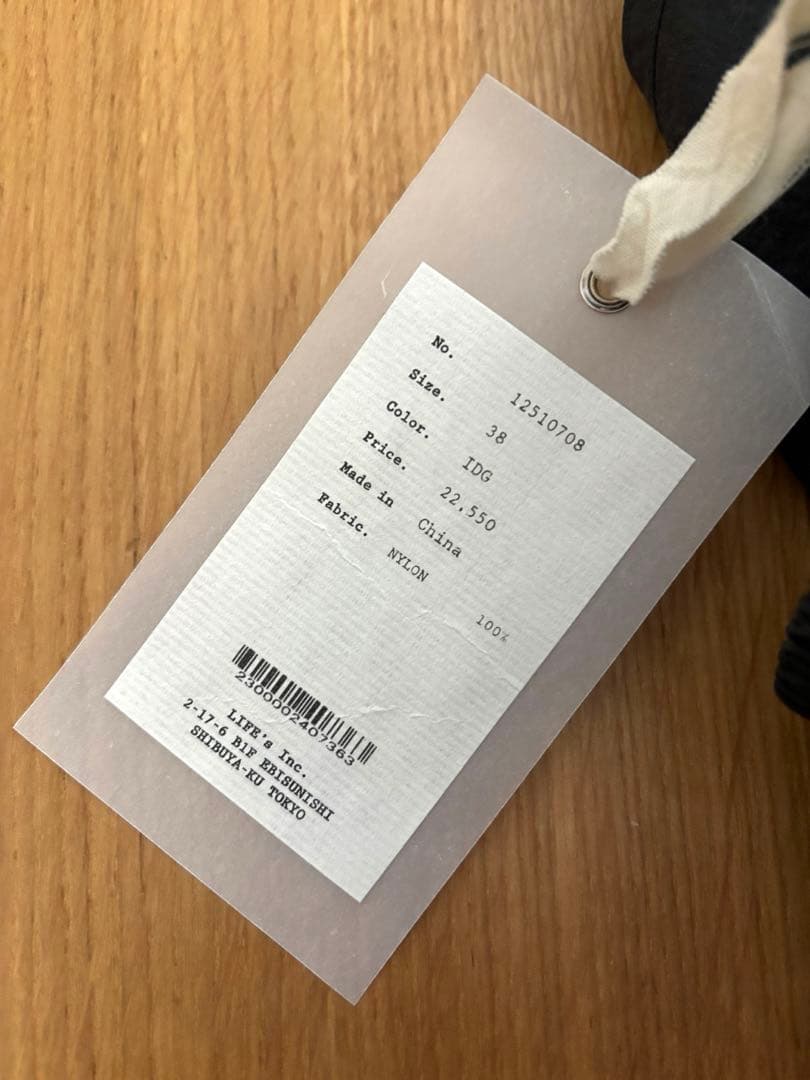 No. 12510708
Size. 38
Color. IDG
Price. 22.550
Made in China
Fabric. NYLON 100%
2300002407363
LIFE's Inc.
2-17-6 B1F EBISUNISHI
SHIBUYA-KU TOKYO